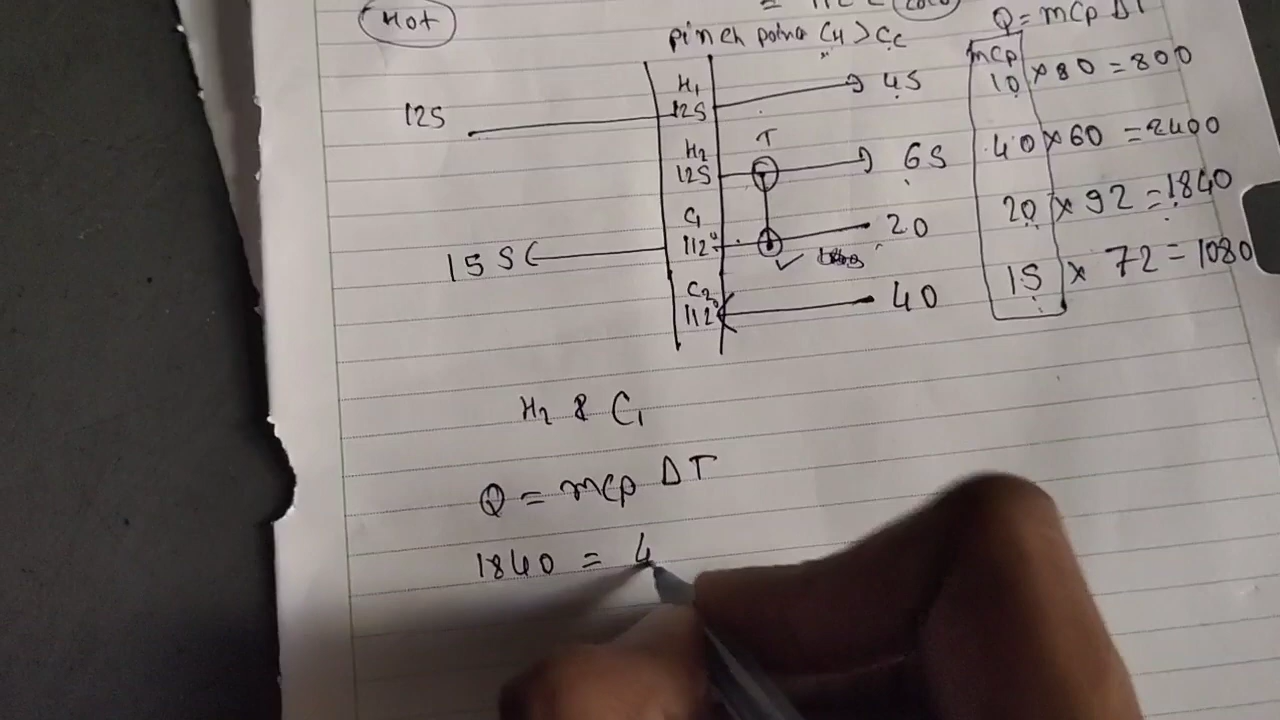 Hot
Q = mcp ΔT
pinch point CH > Cc
mcp
H1
125 125 45 10 × 80 = 800
H2 T
125 65 40 × 60 = 2400
C1
155 112° 20 20 × 92 = 1840
C2
112° 40 15 × 72 = 1080
H2 & C1
Q = mcp ΔT
1840 = 4